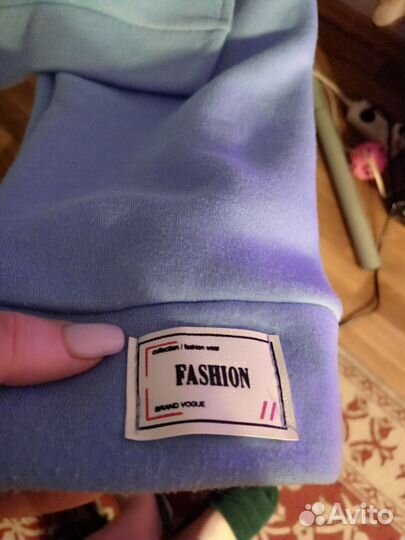 collection / fashion wear
FASHION
BRAND VOGUE
//
Avito